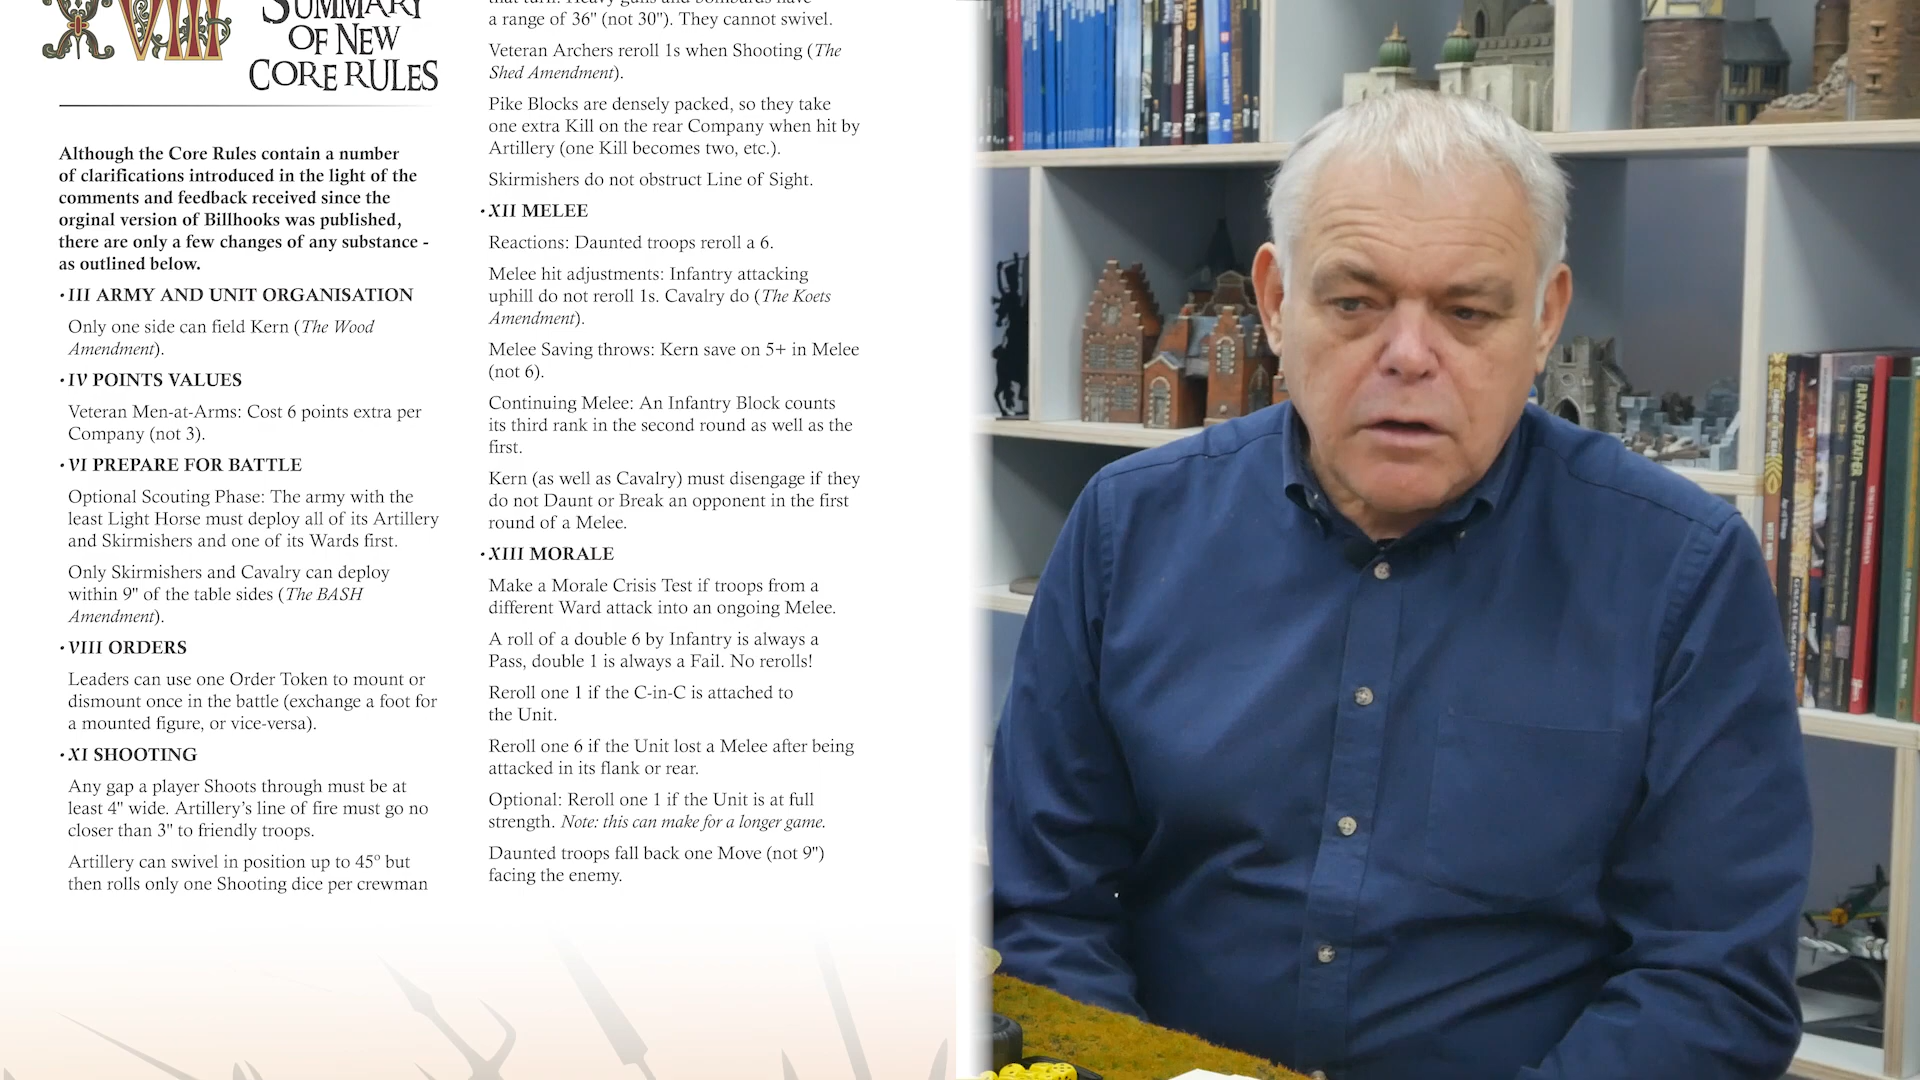 XVIII
SUMMARY
OF NEW
CORE RULES
Although the Core Rules contain a number
of clarifications introduced in the light of the
comments and feedback received since the
orginal version of Billhooks was published,
there are only a few changes of any substance -
as outlined below.
• III ARMY AND UNIT ORGANISATION
Only one side can field Kern (The Wood
Amendment).
• IV POINTS VALUES
Veteran Men-at-Arms: Cost 6 points extra per
Company (not 3).
• VI PREPARE FOR BATTLE
Optional Scouting Phase: The army with the
least Light Horse must deploy all of its Artillery
and Skirmishers and one of its Wards first.
Only Skirmishers and Cavalry can deploy
within 9" of the table sides (The BASH
Amendment).
• VIII ORDERS
Leaders can use one Order Token to mount or
dismount once in the battle (exchange a foot for
a mounted figure, or vice-versa).
• XI SHOOTING
Any gap a player Shoots through must be at
least 4" wide. Artillery’s line of fire must go no
closer than 3" to friendly troops.
Artillery can swivel in position up to 45º but
then rolls only one Shooting dice per crewman
that turn. Heavy guns and bombards have
a range of 36" (not 30"). They cannot swivel.
Veteran Archers reroll 1s when Shooting (The
Shed Amendment).
Pike Blocks are densely packed, so they take
one extra Kill on the rear Company when hit by
Artillery (one Kill becomes two, etc.).
Skirmishers do not obstruct Line of Sight.
• XII MELEE
Reactions: Daunted troops reroll a 6.
Melee hit adjustments: Infantry attacking
uphill do not reroll 1s. Cavalry do (The Koets
Amendment).
Melee Saving throws: Kern save on 5+ in Melee
(not 6).
Continuing Melee: An Infantry Block counts
its third rank in the second round as well as the
first.
Kern (as well as Cavalry) must disengage if they
do not Daunt or Break an opponent in the first
round of a Melee.
• XIII MORALE
Make a Morale Crisis Test if troops from a
different Ward attack into an ongoing Melee.
A roll of a double 6 by Infantry is always a
Pass, double 1 is always a Fail. No rerolls!
Reroll one 1 if the C-in-C is attached to
the Unit.
Reroll one 6 if the Unit lost a Melee after being
attacked in its flank or rear.
Optional: Reroll one 1 if the Unit is at full
strength. Note: this can make for a longer game.
Daunted troops fall back one Move (not 9")
facing the enemy.